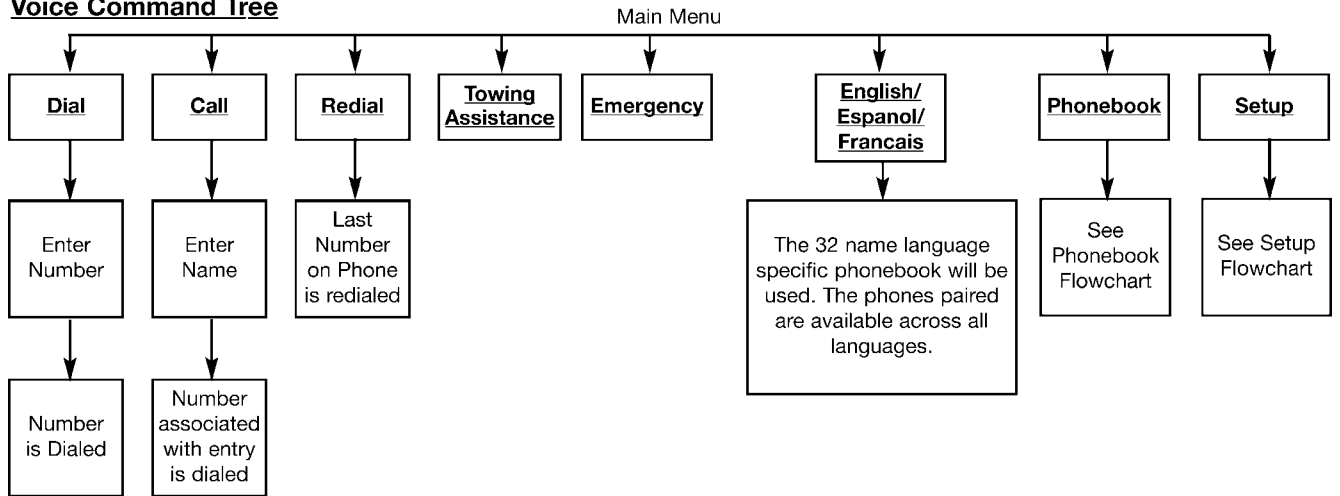 Voice Command Tree
Main Menu
Dial
Call
Redial
Towing
Assistance
Emergency
English/
Espanol/
Francais
Phonebook
Setup
Enter
Number
Enter
Name
Last
Number
on Phone
is redialed
The 32 name language
specific phonebook will be
used. The phones paired
are available across all
languages.
See
Phonebook
Flowchart
See Setup
Flowchart
Number
is Dialed
Number
associated
with entry
is dialed